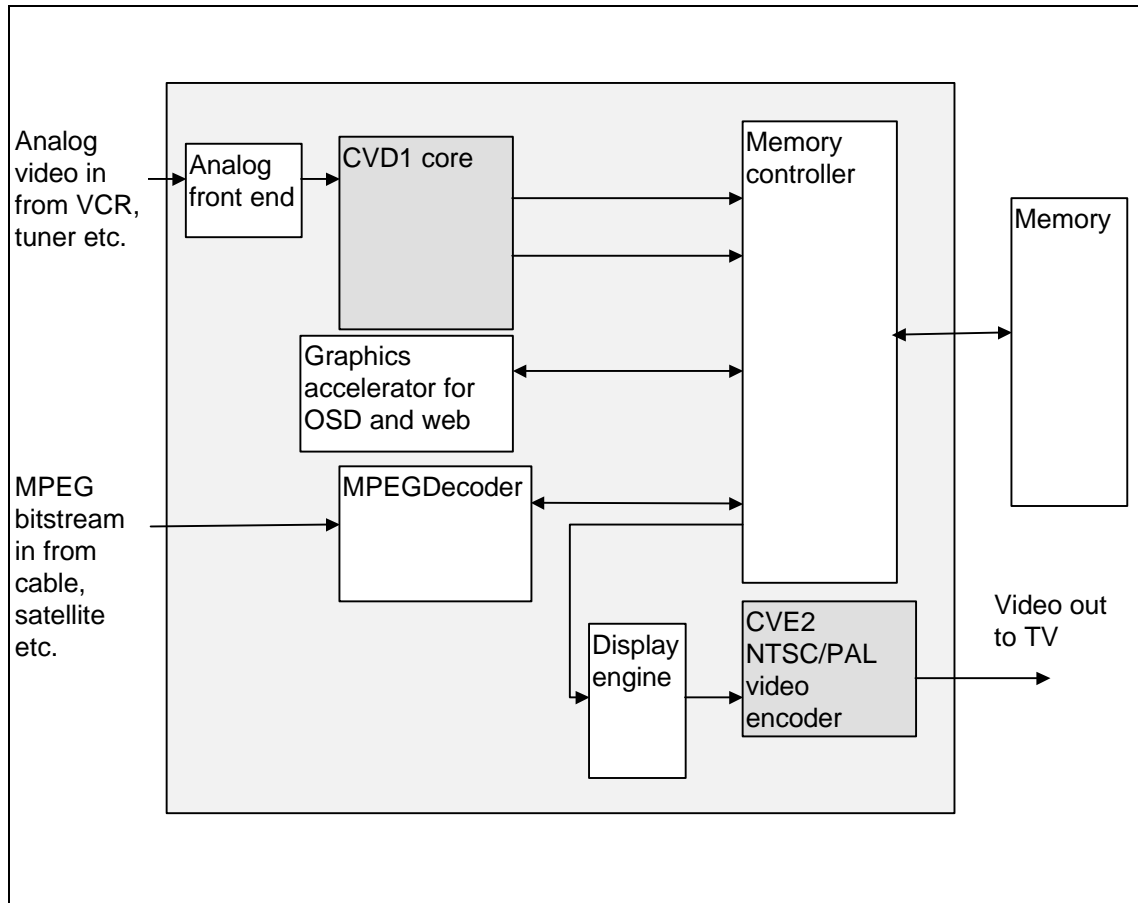 Analog
video in
from VCR,
tuner etc.
Analog
front end
CVD1 core
Memory
controller
Memory
Graphics
accelerator for
OSD and web
MPEG
bitstream
in from
cable,
satellite
etc.
MPEGDecoder
Display
engine
CVE2
NTSC/PAL
video
encoder
Video out
to TV